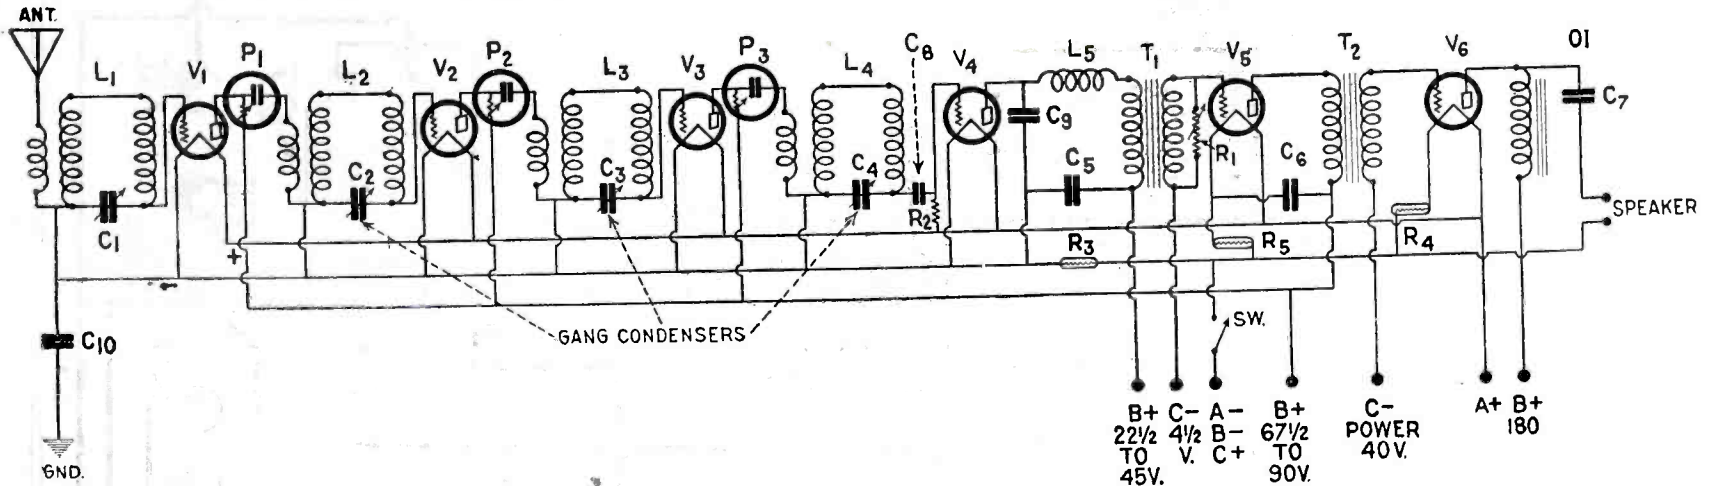 ANT.
L1
V1
P1
L2
V2
P2
L3
V3
P3
L4
C8
V4
L5
T1
V5
T2
V6
OI
C1
C2
C3
C4
R2
C9
C5
R1
C6
C7
SPEAKER
+
-
R3
R5
R4
C10
GANG CONDENSERS
SW.
GND.
B+
22½
TO
45V.
C-
4½
V.
A-
B-
C+
B+
67½
TO
90V.
C-
POWER
40V.
A+
B+
180